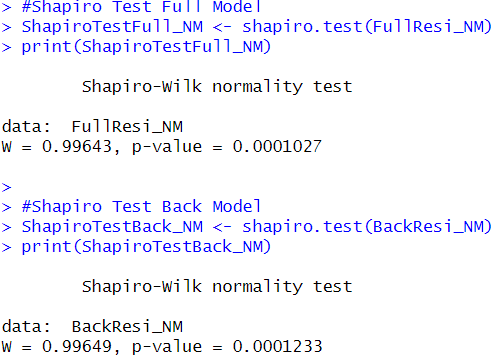 > #Shapiro Test Full Model
> ShapiroTestFull_NM <- shapiro.test(FullResi_NM)
> print(ShapiroTestFull_NM)
Shapiro-Wilk normality test
data:  FullResi_NM
W = 0.99643, p-value = 0.0001027
>
> #Shapiro Test Back Model
> ShapiroTestBack_NM <- shapiro.test(BackResi_NM)
> print(ShapiroTestBack_NM)
Shapiro-Wilk normality test
data:  BackResi_NM
W = 0.99649, p-value = 0.0001233